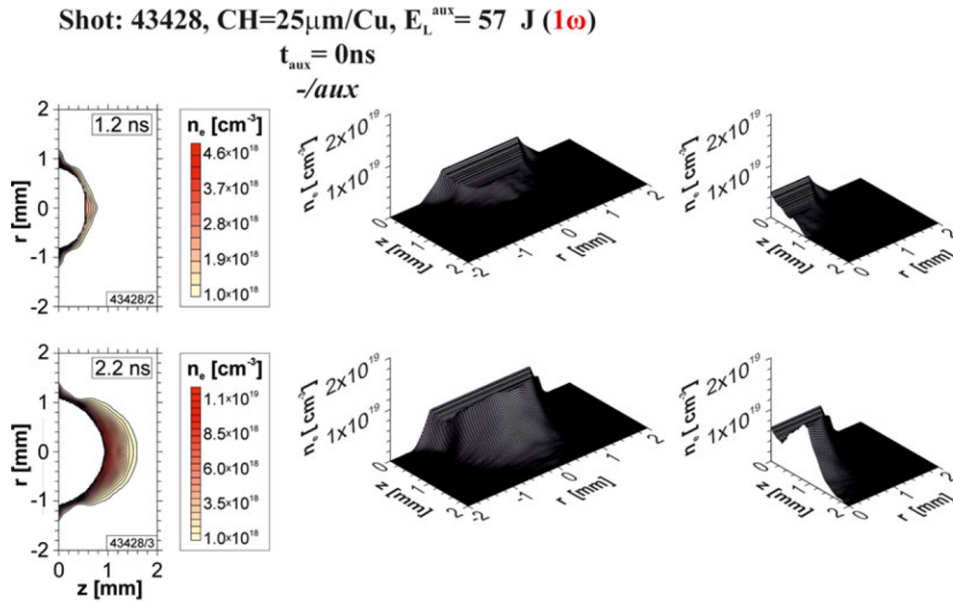 Shot: 43428, CH=25μm/Cu, E_L^aux= 57 J (1ω)
t_aux= 0ns
-/aux
2
1
0
-1
-2
r [mm]
1.2 ns
43428/2
n_e [cm^-3]
4.6×10^18
3.7×10^18
2.8×10^18
1.9×10^18
1.0×10^18
2x10^19
1x10^19
0
n_e [cm^-3]
z [mm]
1
2
-2
-1
0
1
2
r [mm]
2x10^19
1x10^19
0
n_e [cm^-3]
z [mm]
1
2
0
1
2
r [mm]
2
1
0
-1
-2
r [mm]
2.2 ns
43428/3
0
1
2
z [mm]
n_e [cm^-3]
1.1×10^19
8.5×10^18
6.0×10^18
3.5×10^18
1.0×10^18
2x10^19
1x10^19
0
n_e [cm^-3]
z [mm]
1
2
-2
-1
0
1
2
r [mm]
2x10^19
1x10^19
0
n_e [cm^-3]
z [mm]
1
2
0
1
2
r [mm]